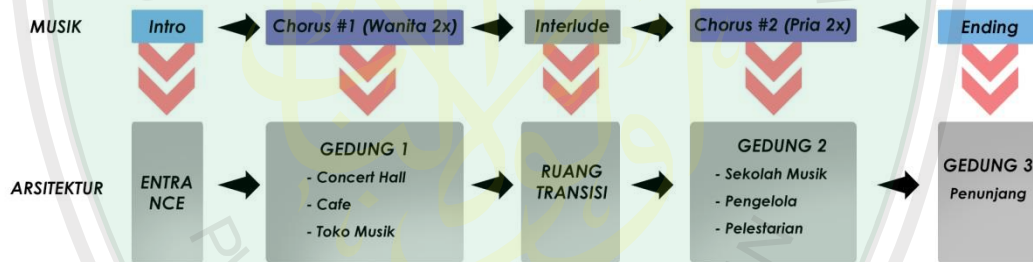 MUSIK
Intro
Chorus #1 (Wanita 2x)
Interlude
Chorus #2 (Pria 2x)
Ending
ARSITEKTUR
ENTRA
NCE
GEDUNG 1
- Concert Hall
- Cafe
- Toko Musik
RUANG
TRANSISI
GEDUNG 2
- Sekolah Musik
- Pengelola
- Pelestarian
GEDUNG 3
Penunjang